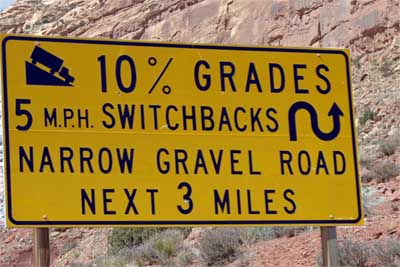 10% GRADES
5 M.P.H. SWITCHBACKS
NARROW GRAVEL ROAD
NEXT 3 MILES